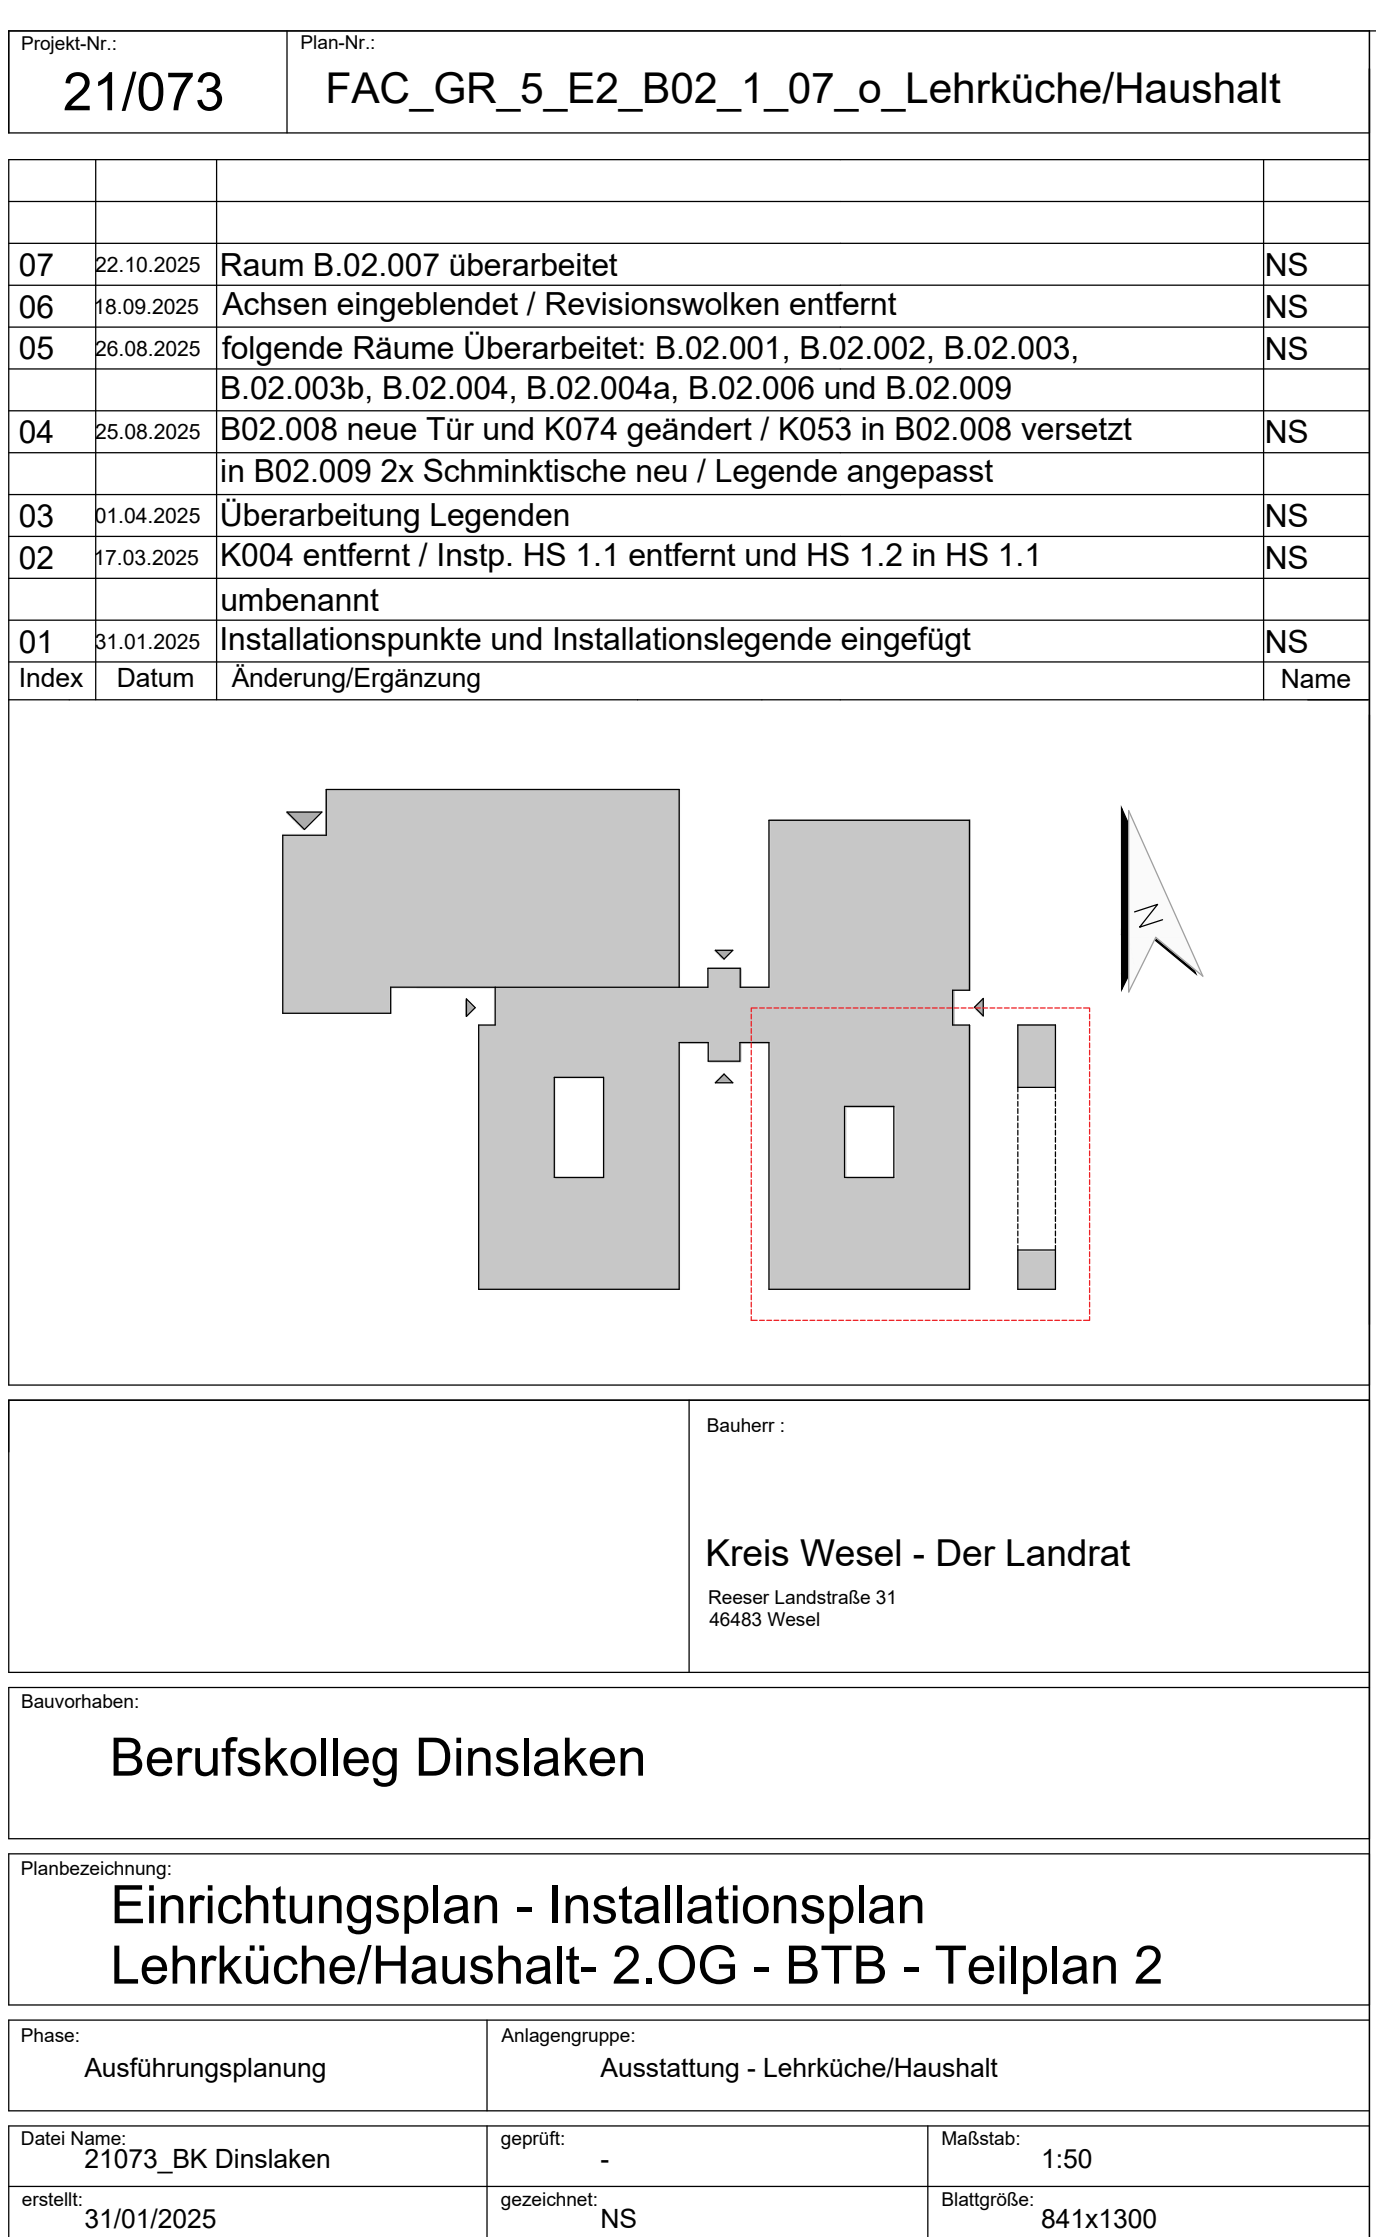 Projekt-Nr.:
21/073
Plan-Nr.:
FAC_GR_5_E2_B02_1_07_o_Lehrküche/Haushalt
07 22.10.2025 Raum B.02.007 überarbeitet NS
06 18.09.2025 Achsen eingeblendet / Revisionswolken entfernt NS
05 26.08.2025 folgende Räume Überarbeitet: B.02.001, B.02.002, B.02.003, NS
B.02.003b, B.02.004, B.02.004a, B.02.006 und B.02.009
04 25.08.2025 B02.008 neue Tür und K074 geändert / K053 in B02.008 versetzt NS
in B02.009 2x Schminktische neu / Legende angepasst
03 01.04.2025 Überarbeitung Legenden NS
02 17.03.2025 K004 entfernt / Instp. HS 1.1 entfernt und HS 1.2 in HS 1.1 NS
umbenannt
01 31.01.2025 Installationspunkte und Installationslegende eingefügt NS
Index Datum Änderung/Ergänzung Name
N
Bauherr :
Kreis Wesel - Der Landrat
Reeser Landstraße 31
46483 Wesel
Bauvorhaben:
Berufskolleg Dinslaken
Planbezeichnung:
Einrichtungsplan - Installationsplan
Lehrküche/Haushalt- 2.OG - BTB - Teilplan 2
Phase:
Ausführungsplanung
Anlagengruppe:
Ausstattung - Lehrküche/Haushalt
Datei Name:
21073_BK Dinslaken
geprüft:
-
Maßstab:
1:50
erstellt:
31/01/2025
gezeichnet:
NS
Blattgröße:
841x1300